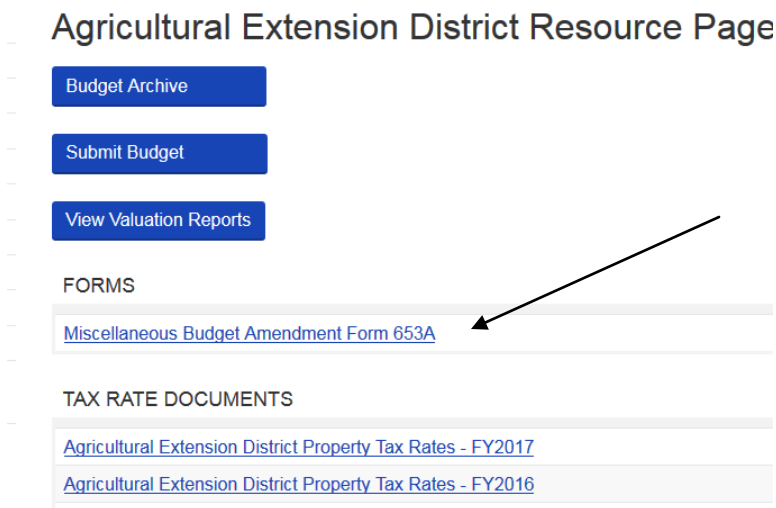 Agricultural Extension District Resource Page
Budget Archive
Submit Budget
View Valuation Reports
FORMS
Miscellaneous Budget Amendment Form 653A
TAX RATE DOCUMENTS
Agricultural Extension District Property Tax Rates - FY2017
Agricultural Extension District Property Tax Rates - FY2016